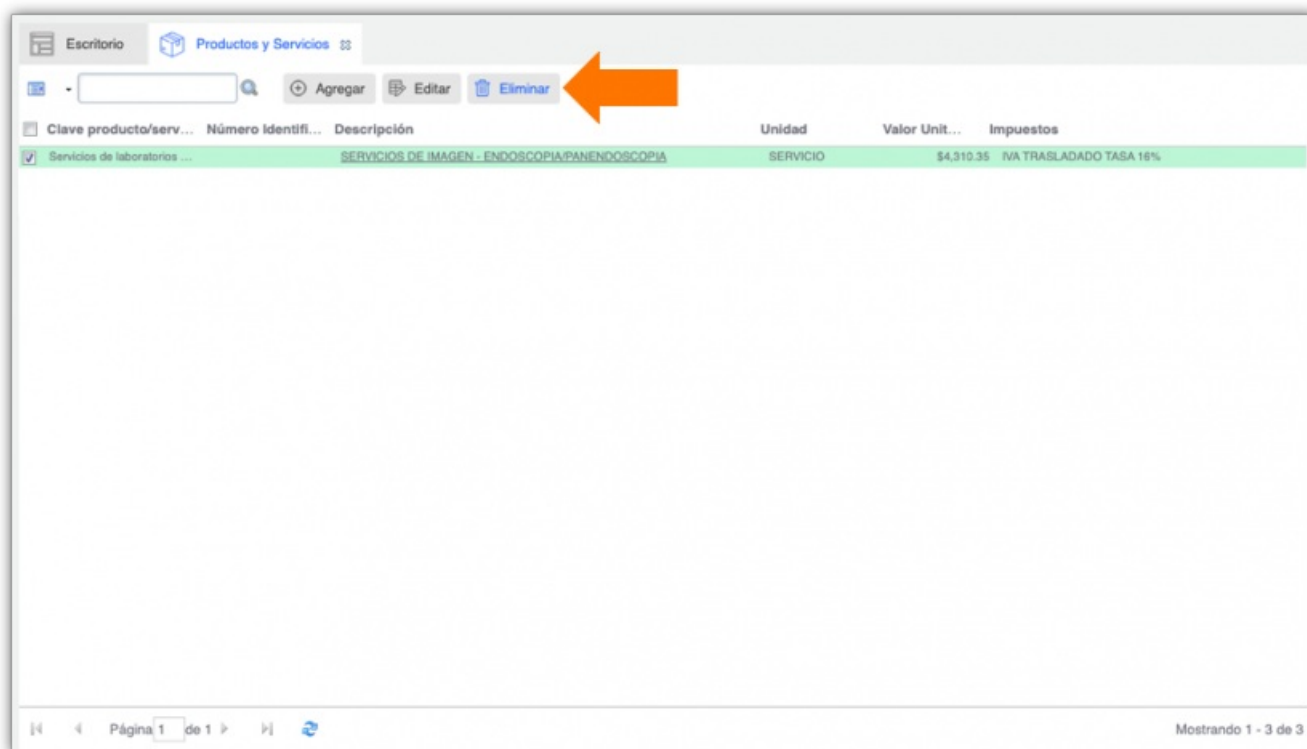 Escritorio Productos y Servicios
Agregar Editar Eliminar
Clave producto/serv... Número Identifi... Descripción Unidad Valor Unit... Impuestos
Servicios de laboratorios ... SERVICIOS DE IMAGEN - ENDOSCOPIA/PANENDOSCOPIA SERVICIO $4,310.35 IVA TRASLADADO TASA 16%
Página 1 de 1 Mostrando 1 - 3 de 3